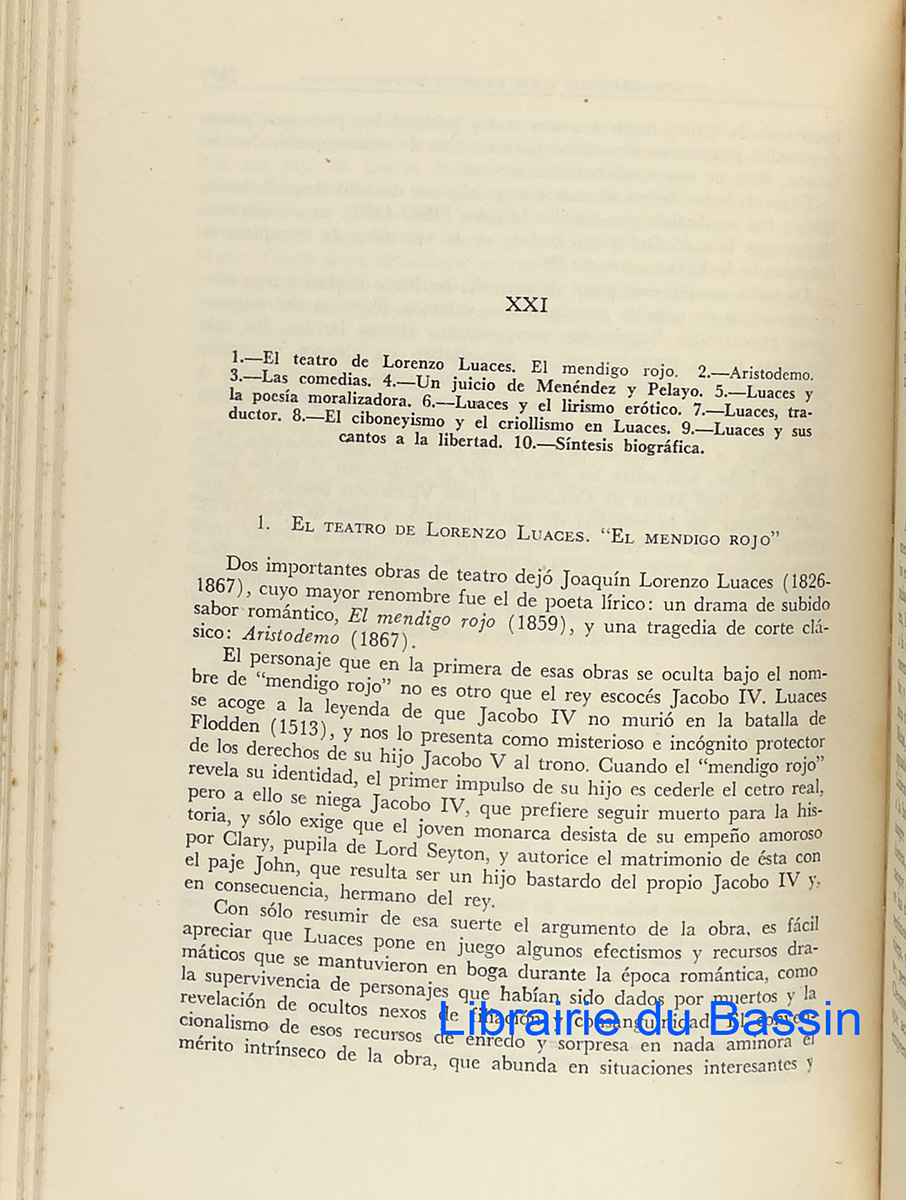 XXI
1.—El teatro de Lorenzo Luaces. El mendigo rojo. 2.—Aristodemo.
3.—Las comedias. 4.—Un juicio de Menéndez y Pelayo. 5.—Luaces y
la poesía moralizadora. 6.—Luaces y el lirismo erótico. 7.—Luaces, tra-
ductor. 8.—El ciboneyismo y el criollismo en Luaces. 9.—Luaces y sus
cantos a la libertad. 10.—Síntesis biográfica.
1. El teatro de Lorenzo Luaces. “El mendigo rojo”
Dos importantes obras de teatro dejó Joaquín Lorenzo Luaces (1826-
1867), cuyo mayor renombre fue el de poeta lírico: un drama de subido
sabor romántico, El mendigo rojo (1859), y una tragedia de corte clá-
sico: Aristodemo (1867).
El personaje que en la primera de esas obras se oculta bajo el nom-
bre de “mendigo rojo” no es otro que el rey escocés Jacobo IV. Luaces
se acoge a la leyenda de que Jacobo IV no murió en la batalla de
Flodden (1513), y nos lo presenta como misterioso e incógnito protector
de los derechos de su hijo Jacobo V al trono. Cuando el “mendigo rojo”
revela su identidad, el primer impulso de su hijo es cederle el cetro real,
pero a ello se niega Jacobo IV, que prefiere seguir muerto para la his-
toria, y sólo exige que el joven monarca desista de su empeño amoroso
por Clary, pupila de Lord Seyton, y autorice el matrimonio de ésta con
el paje John, que resulta ser un hijo bastardo del propio Jacobo IV y,
en consecuencia, hermano del rey.
Con sólo resumir de esa suerte el argumento de la obra, es fácil
apreciar que Luaces pone en juego algunos efectismos y recursos dra-
máticos que se mantuvieron en boga durante la época romántica, como
la supervivencia de personajes que habían sido dados por muertos y la
revelación de ocultos nexos de filiación
cionalismo de esos recursos de enredo y sorpresa en nada aminora el
mérito intrínseco de la obra, que abunda en situaciones interesantes y
Librairie du Bassin